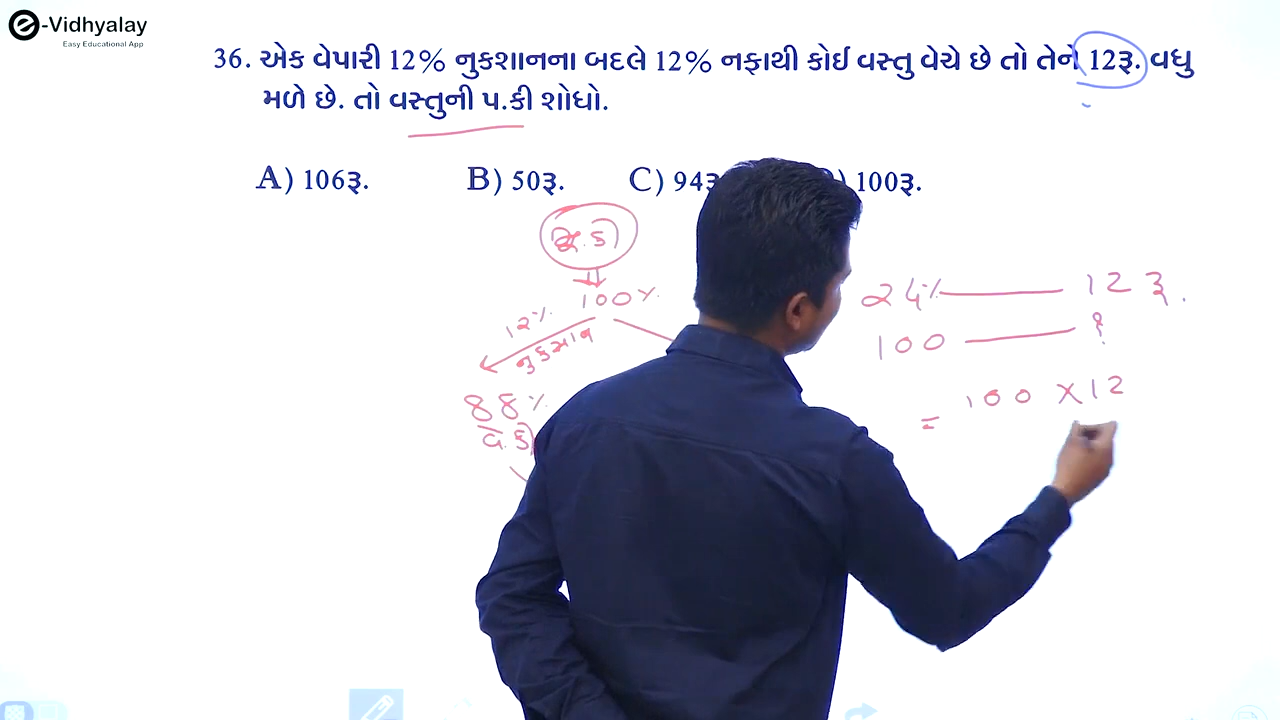 e-Vidhyalay
Easy Educational App
36. એક વેપારી 12% નુકશાનના બદલે 12% નફાથી કોઈ વસ્તુ વેચે છે તો તેને 12રૂ. વધુ
મળે છે. તો વસ્તુની પ.કી શોધો.
A) 106રૂ. B) 50રૂ. C) 94રૂ ) 100રૂ.
100%
12% નુકસાન
88%
વે.કી
24% 12 રૂ.
100 ?
= 100 X 12